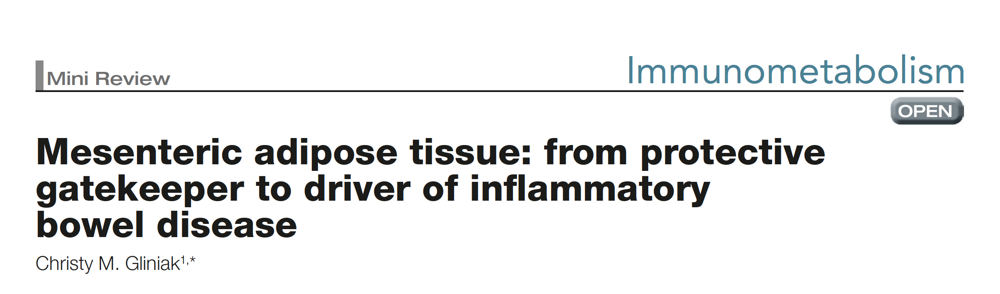 Mini Review
Immunometabolism
OPEN
Mesenteric adipose tissue: from protective
gatekeeper to driver of inflammatory
bowel disease
Christy M. Gliniak1,*